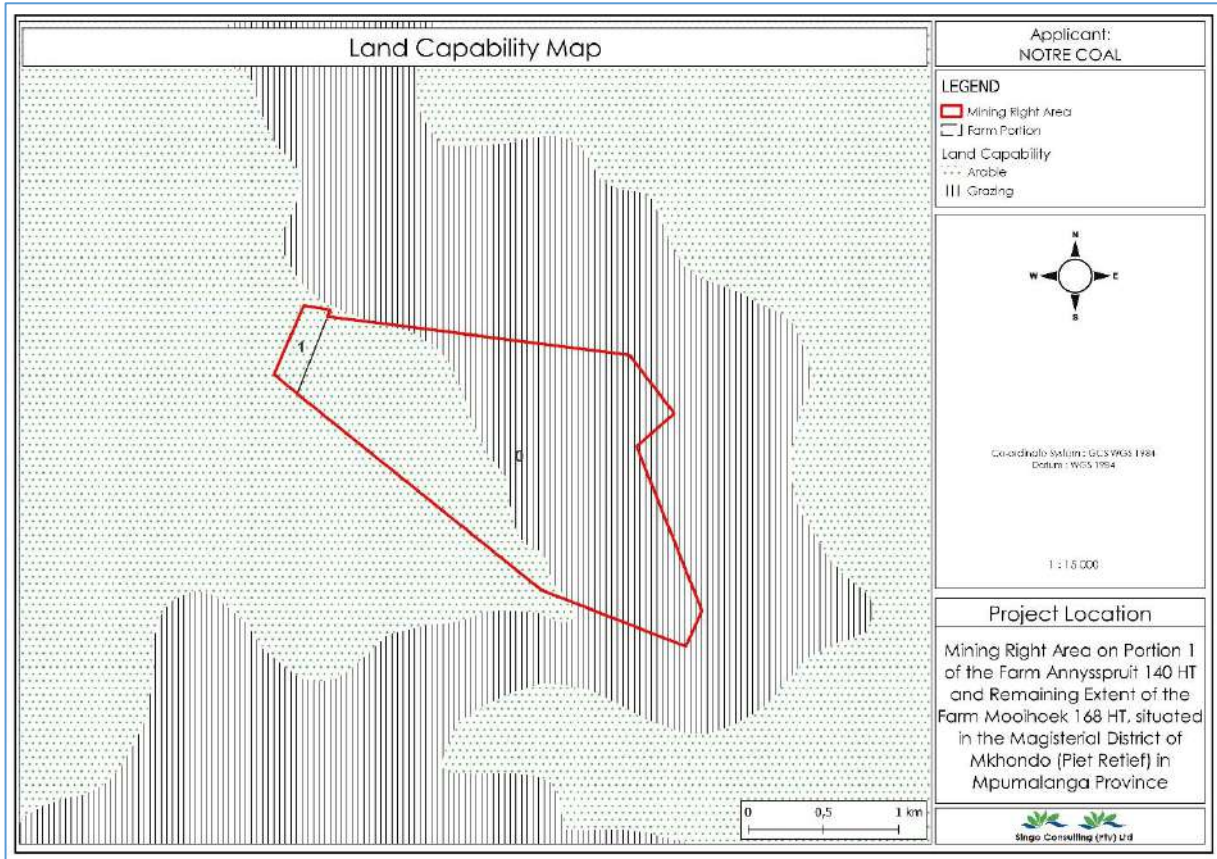 Land Capability Map
Applicant:
NOTRE COAL
LEGEND
Mining Right Area
Farm Portion
Land Capability
Arable
Grazing
N
W E
S
Co-ordinate System : GCS WGS 1984
Datum : WGS 1984
1 : 15 000
Project Location
Mining Right Area on Portion 1
of the Farm Annysspruit 140 HT
and Remaining Extent of the
Farm Mooihoek 168 HT, situated
in the Magisterial District of
Mkhondo (Piet Retief) in
Mpumalanga Province
Singo Consulting (Pty) Ltd
1
0
0 0,5 1 km